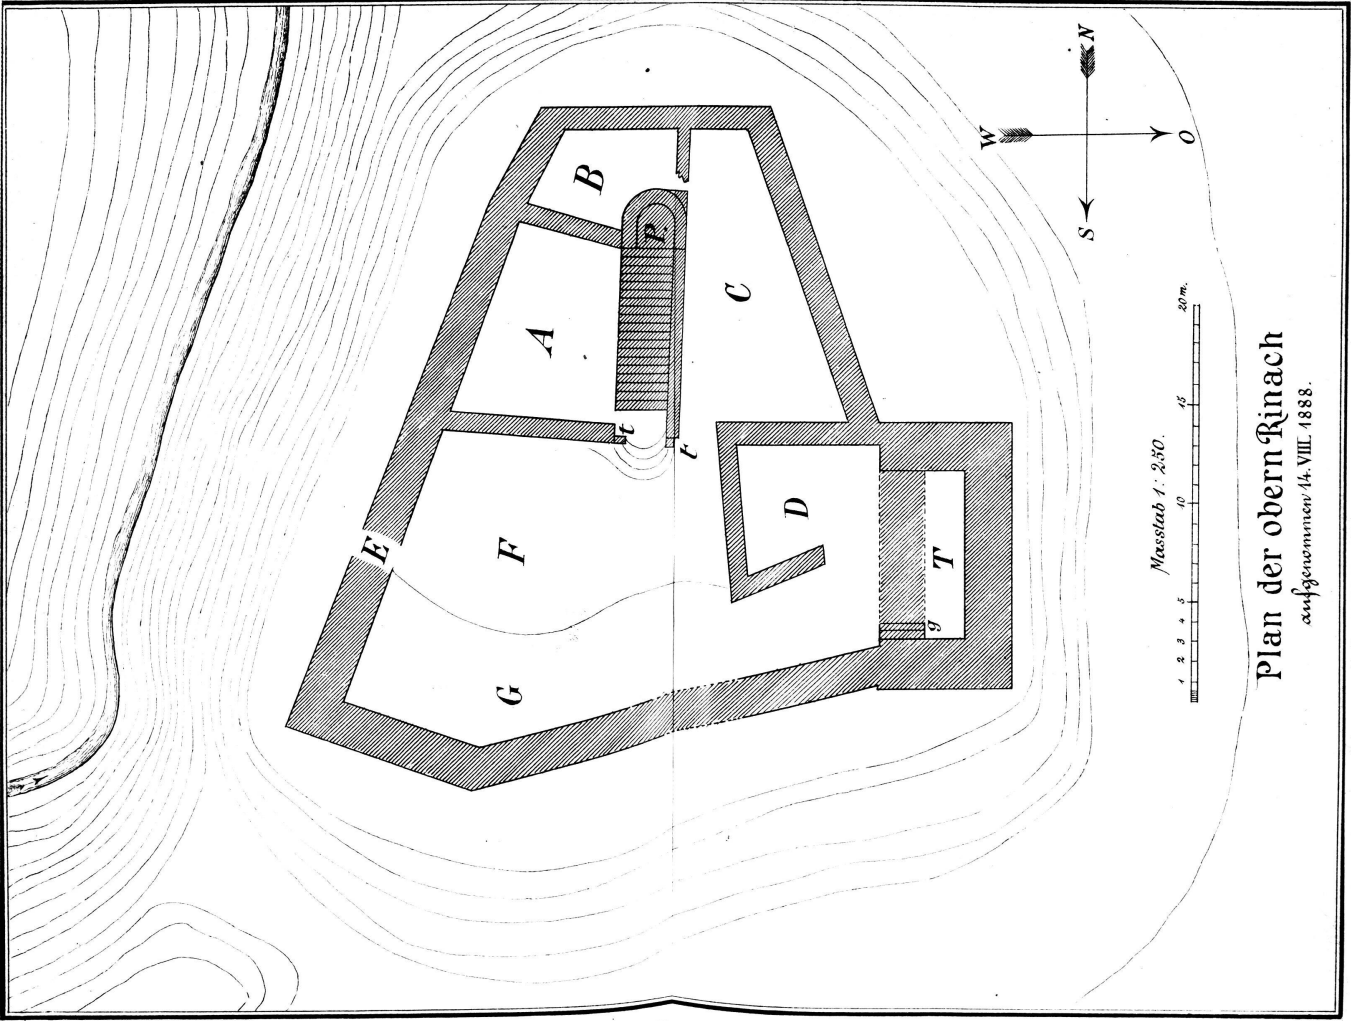 B
P.
A
C
t
t
E
F
D
T
g
G
N
W
O
S
20 m.
15
10
5
4
3
2
1
Masstab 1 : 250.
Plan der obern Rinach
aufgenommen 14. VIII. 1888.